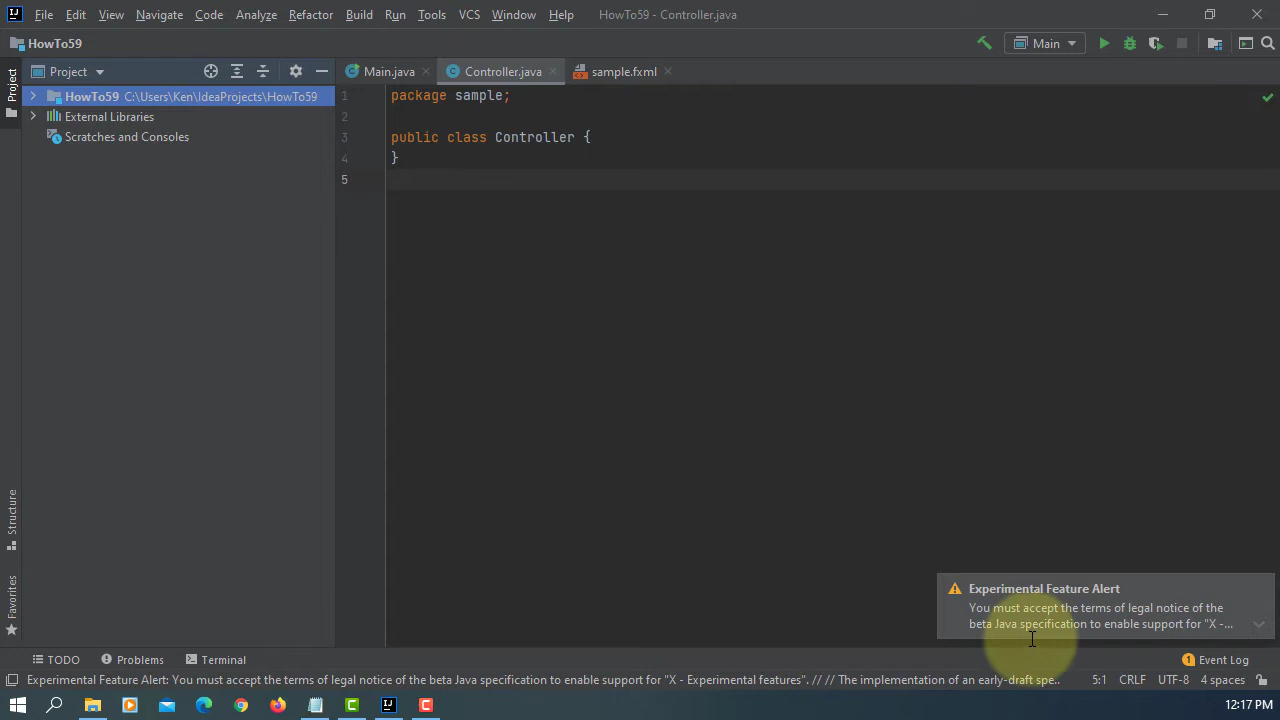 File Edit View Navigate Code Analyze Refactor Build Run Tools VCS Window Help HowTo59 - Controller.java
HowTo59
Main
Project
Main.java
Controller.java
sample.fxml
HowTo59 C:\Users\Ken\IdeaProjects\HowTo59
External Libraries
Scratches and Consoles
1 package sample;
2
3 public class Controller {
4 }
5
Project
Structure
Favorites
Experimental Feature Alert
You must accept the terms of legal notice of the
beta Java specification to enable support for "X -...
TODO Problems Terminal
1 Event Log
Experimental Feature Alert: You must accept the terms of legal notice of the beta Java specification to enable support for "X - Experimental features". // // The implementation of an early-draft spe.. 5:1 CRLF UTF-8 4 spaces
12:17 PM